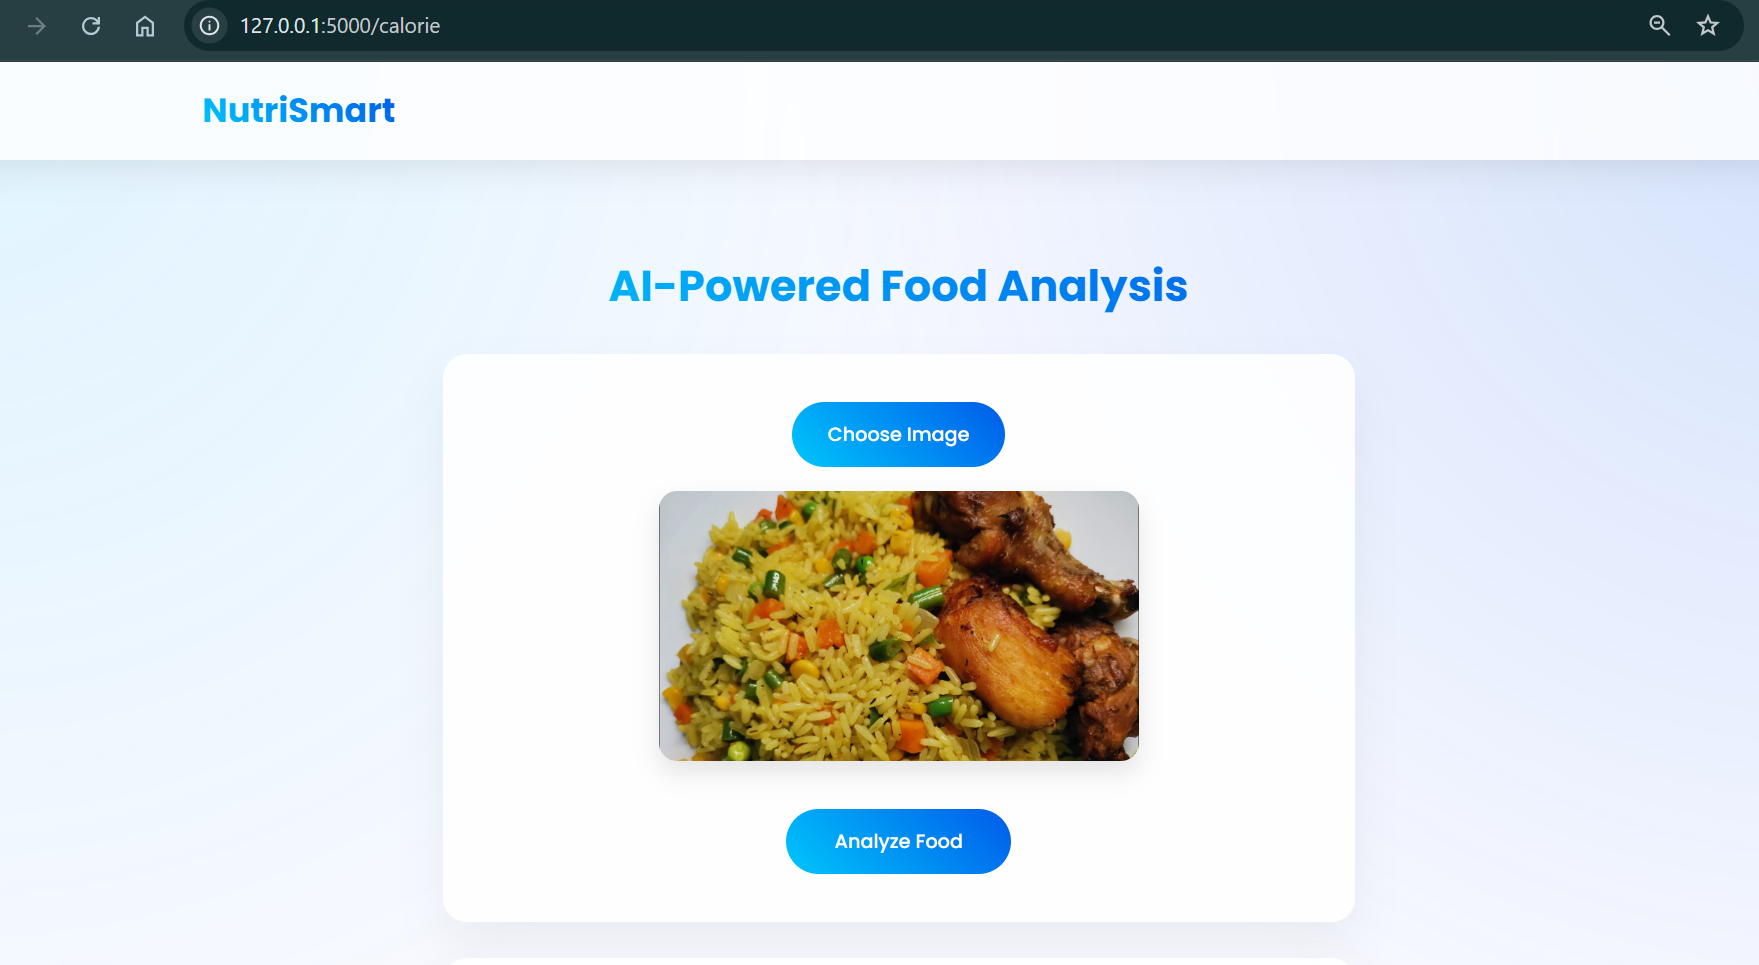 127.0.0.1:5000/calorie
NutriSmart
AI-Powered Food Analysis
Choose Image
Analyze Food